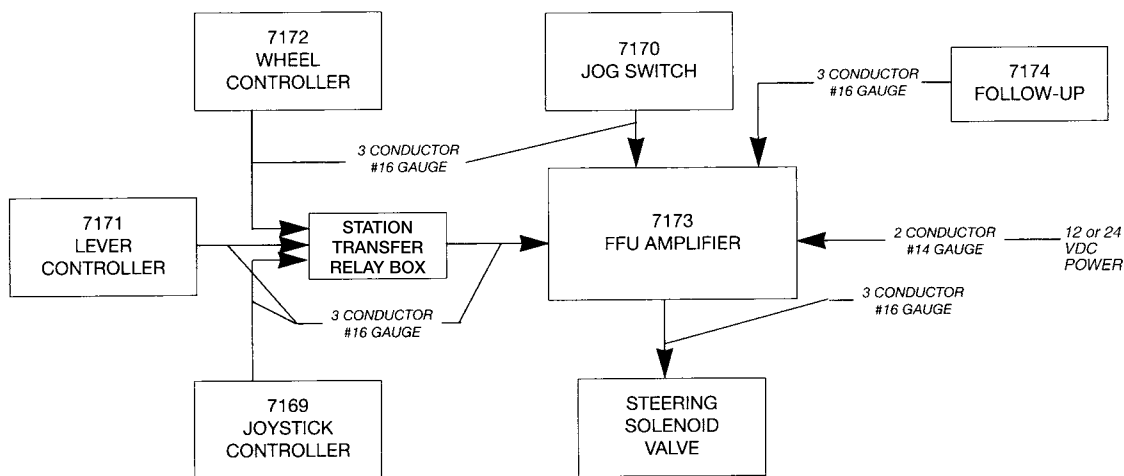 7172
WHEEL
CONTROLLER
7170
JOG SWITCH
3 CONDUCTOR
#16 GAUGE
7174
FOLLOW-UP
3 CONDUCTOR
#16 GAUGE
7171
LEVER
CONTROLLER
STATION
TRANSFER
RELAY BOX
7173
FFU AMPLIFIER
2 CONDUCTOR
#14 GAUGE
12 or 24
VDC
POWER
3 CONDUCTOR
#16 GAUGE
3 CONDUCTOR
#16 GAUGE
7169
JOYSTICK
CONTROLLER
STEERING
SOLENOID
VALVE